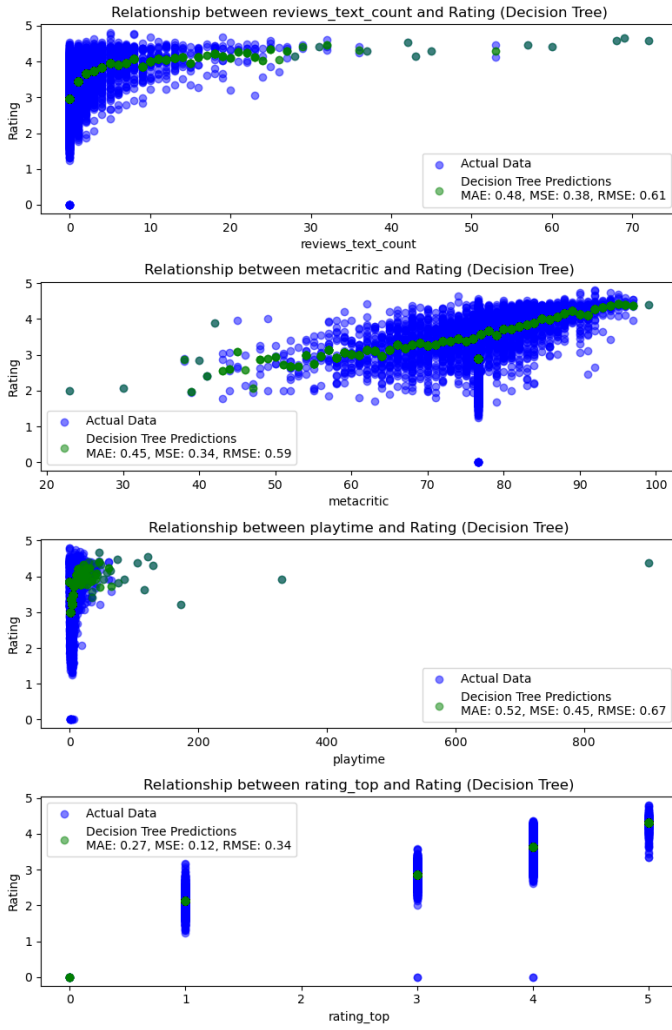 Relationship between reviews_text_count and Rating (Decision Tree)
5
4
3
2
1
0
Rating
Actual Data
Decision Tree Predictions
MAE: 0.48, MSE: 0.38, RMSE: 0.61
0 10 20 30 40 50 60 70
reviews_text_count
Relationship between metacritic and Rating (Decision Tree)
5
4
3
2
1
0
Rating
Actual Data
Decision Tree Predictions
MAE: 0.45, MSE: 0.34, RMSE: 0.59
20 30 40 50 60 70 80 90 100
metacritic
Relationship between playtime and Rating (Decision Tree)
5
4
3
2
1
0
Rating
Actual Data
Decision Tree Predictions
MAE: 0.52, MSE: 0.45, RMSE: 0.67
0 200 400 600 800
playtime
Relationship between rating_top and Rating (Decision Tree)
5
4
3
2
1
0
Rating
Actual Data
Decision Tree Predictions
MAE: 0.27, MSE: 0.12, RMSE: 0.34
0 1 2 3 4 5
rating_top